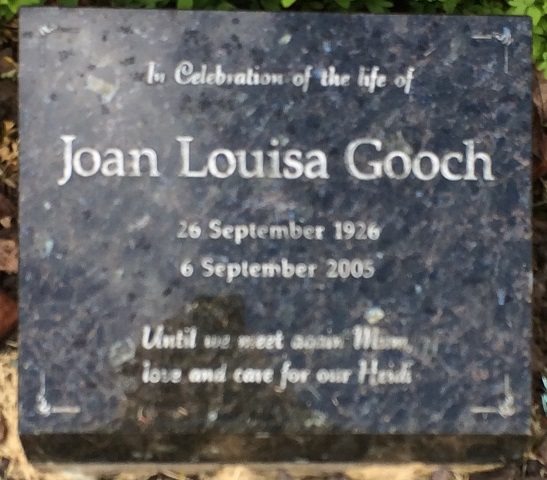 In Celebration of the life of
Joan Louisa Gooch
26 September 1926
6 September 2005
Until we meet again Mum,
love and care for our Heidi